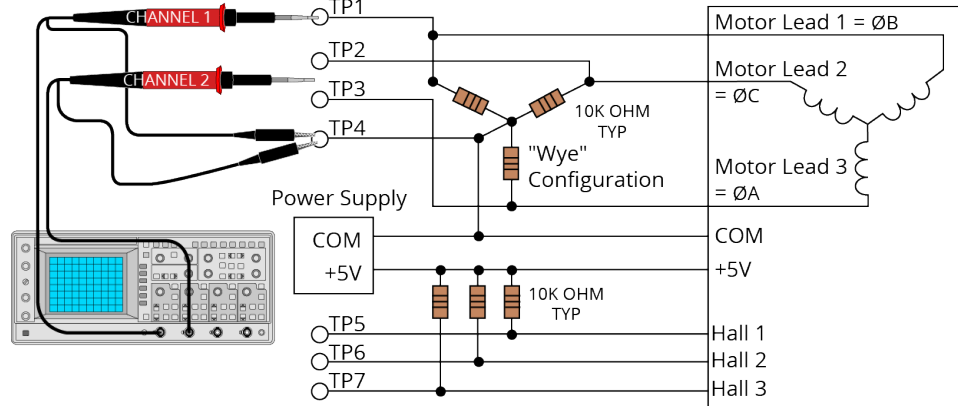 CHANNEL 1
TP1
Motor Lead 1 = ØB
TP2
CHANNEL 2
Motor Lead 2
= ØC
TP3
10K OHM
TYP
TP4
"Wye"
Configuration
Motor Lead 3
= ØA
Power Supply
COM
COM
+5V
+5V
10K OHM
TYP
TP5
Hall 1
TP6
Hall 2
TP7
Hall 3